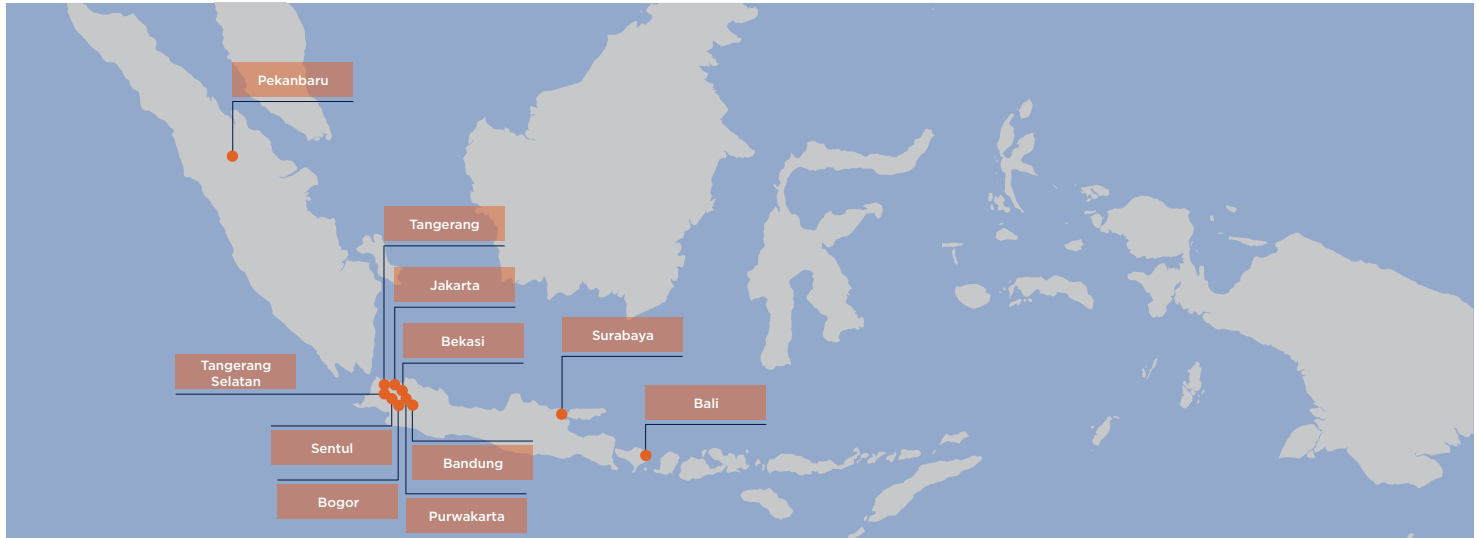 Pekanbaru
Tangerang
Jakarta
Bekasi
Surabaya
Tangerang
Selatan
Bali
Sentul
Bandung
Bogor
Purwakarta